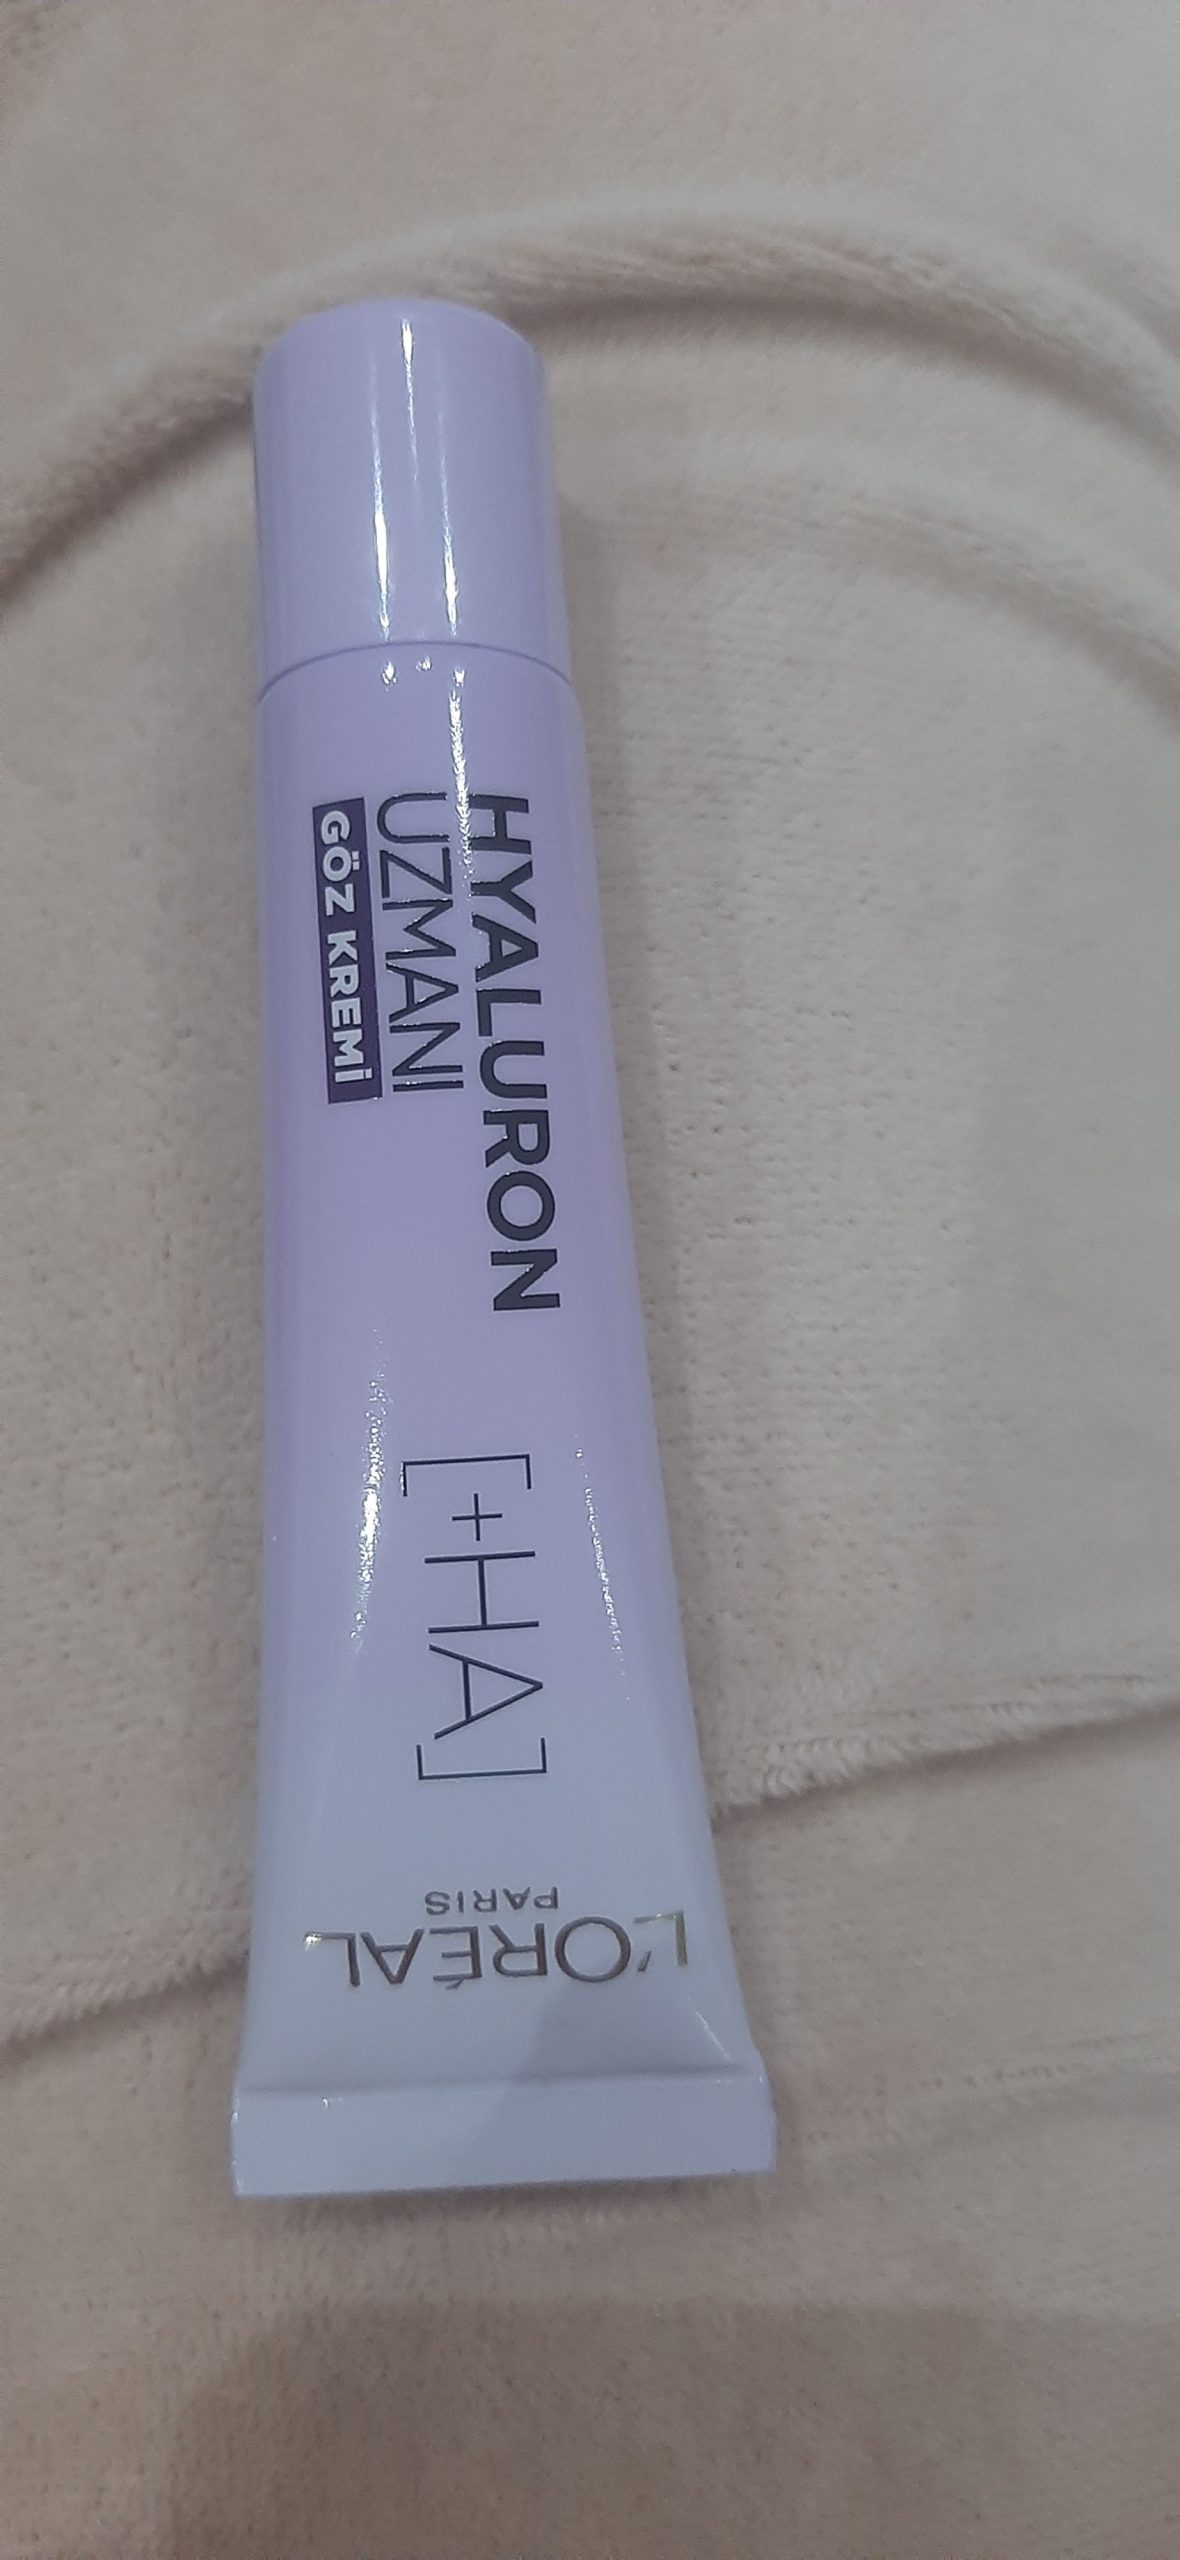 HYALURON
UZMANI
GÖZ KREMİ
[+HA]
L'ORÉAL
PARIS